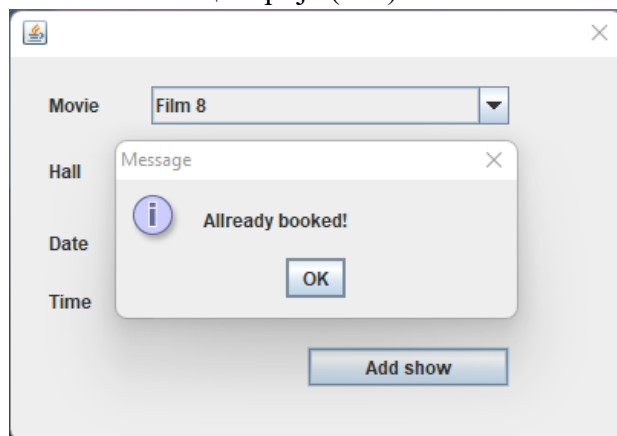 Movie
Film 8
Hall
Message
Allready booked!
OK
Date
Time
Add show